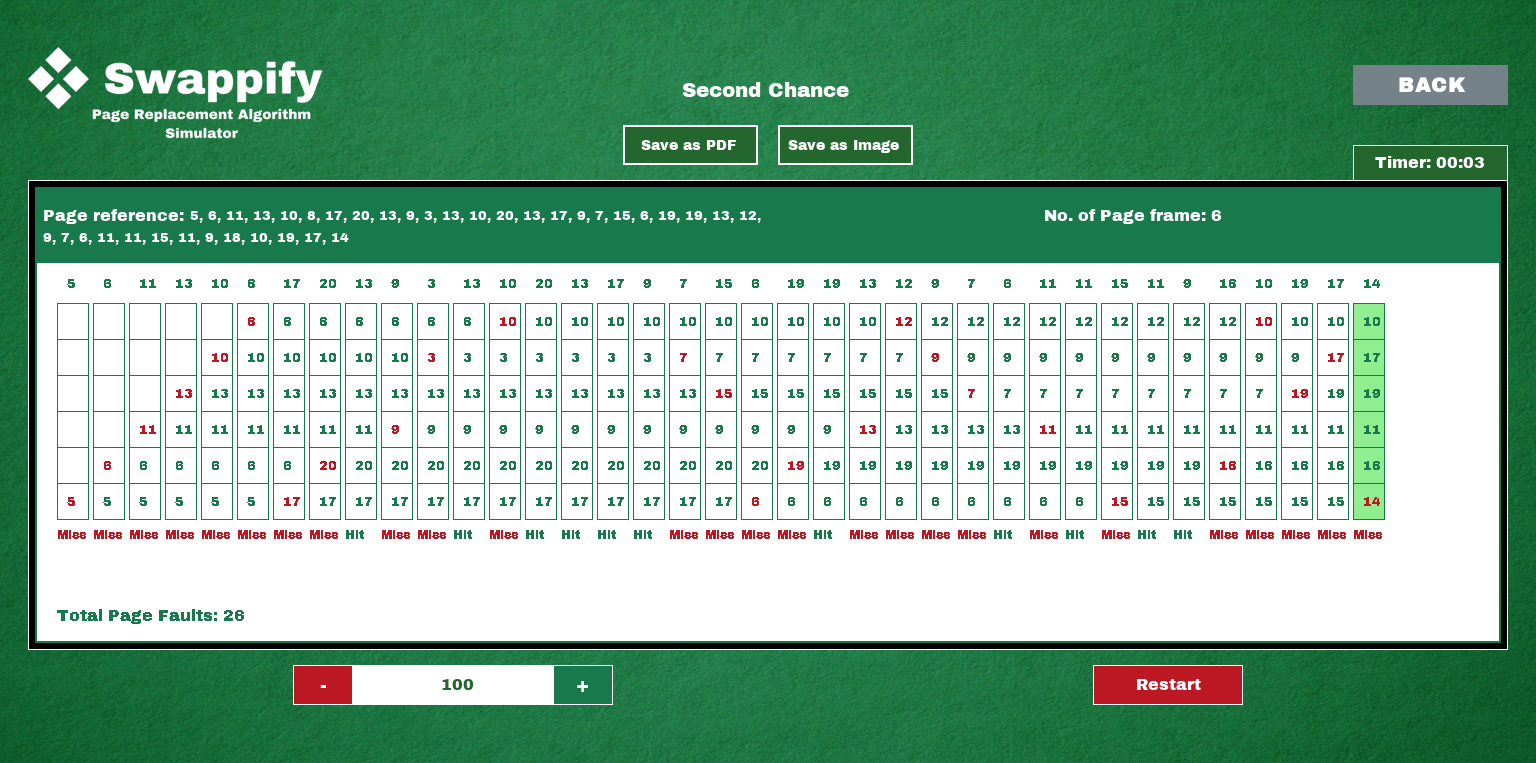 Swappify
Page Replacement Algorithm
Simulator
Second Chance
BACK
Save as PDF
Save as Image
Timer: 00:03
Page reference: 5, 6, 11, 13, 10, 8, 17, 20, 13, 9, 3, 13, 10, 20, 13, 17, 9, 7, 15, 6, 19, 19, 13, 12,
9, 7, 6, 11, 11, 15, 11, 9, 18, 10, 19, 17, 14
No. of Page frame: 6
5 6 11 13 10 8 17 20 13 9 3 13 10 20 13 17 9 7 15 6 19 19 13 12 9 7 6 11 11 15 11 9 18 10 19 17 14
8 8 8 8 8 8 8 10 10 10 10 10 10 10 10 10 10 10 12 12 12 12 12 12 12 12 12 12 10 10 10 10
10 10 10 10 10 10 3 3 3 3 3 3 3 7 7 7 7 7 7 7 9 9 9 9 9 9 9 9 9 9 9 17 17
13 13 13 13 13 13 13 13 13 13 13 13 13 13 13 15 15 15 15 15 15 15 7 7 7 7 7 7 7 7 7 19 19 19
11 11 11 11 11 11 11 9 9 9 9 9 9 9 9 9 9 9 9 9 13 13 13 13 13 11 11 11 11 11 11 11 11 11 11
6 6 6 6 6 6 20 20 20 20 20 20 20 20 20 20 20 20 20 19 19 19 19 19 19 19 19 19 19 19 19 18 18 18 18 18
5 5 5 5 5 5 17 17 17 17 17 17 17 17 17 17 17 17 17 6 6 6 6 6 6 6 6 6 6 15 15 15 15 15 15 15 14
Miss Miss Miss Miss Miss Miss Miss Miss Hit Miss Miss Hit Miss Hit Hit Hit Hit Miss Miss Miss Miss Hit Miss Miss Miss Miss Hit Miss Hit Miss Hit Hit Miss Miss Miss Miss Miss
Total Page Faults: 26
-
100
+
Restart